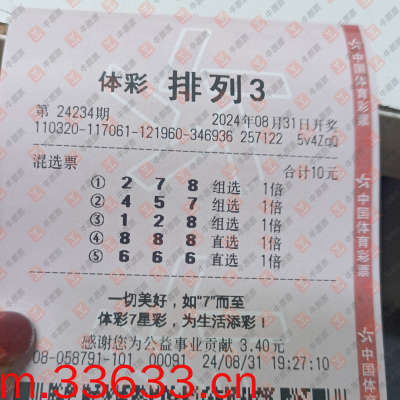 体彩 排列3
第 24234期 2024年08月31日开奖
110320-117061-121960-346936 257122 5v4ZqQ
混选票 合计10元
① 2 7 8 组选 1倍
② 4 5 7 组选 1倍
③ 1 2 8 组选 1倍
④ 8 8 8 直选 1倍
⑤ 6 6 6 直选 1倍
一切美好，如“7”而至
体彩7星彩，为生活添彩！
感谢您为公益事业贡献 3.40元
08-058791-101 00091 24/08/31 19:27:10
m.33633.cn
中国体育彩票
中国体育彩票
中国